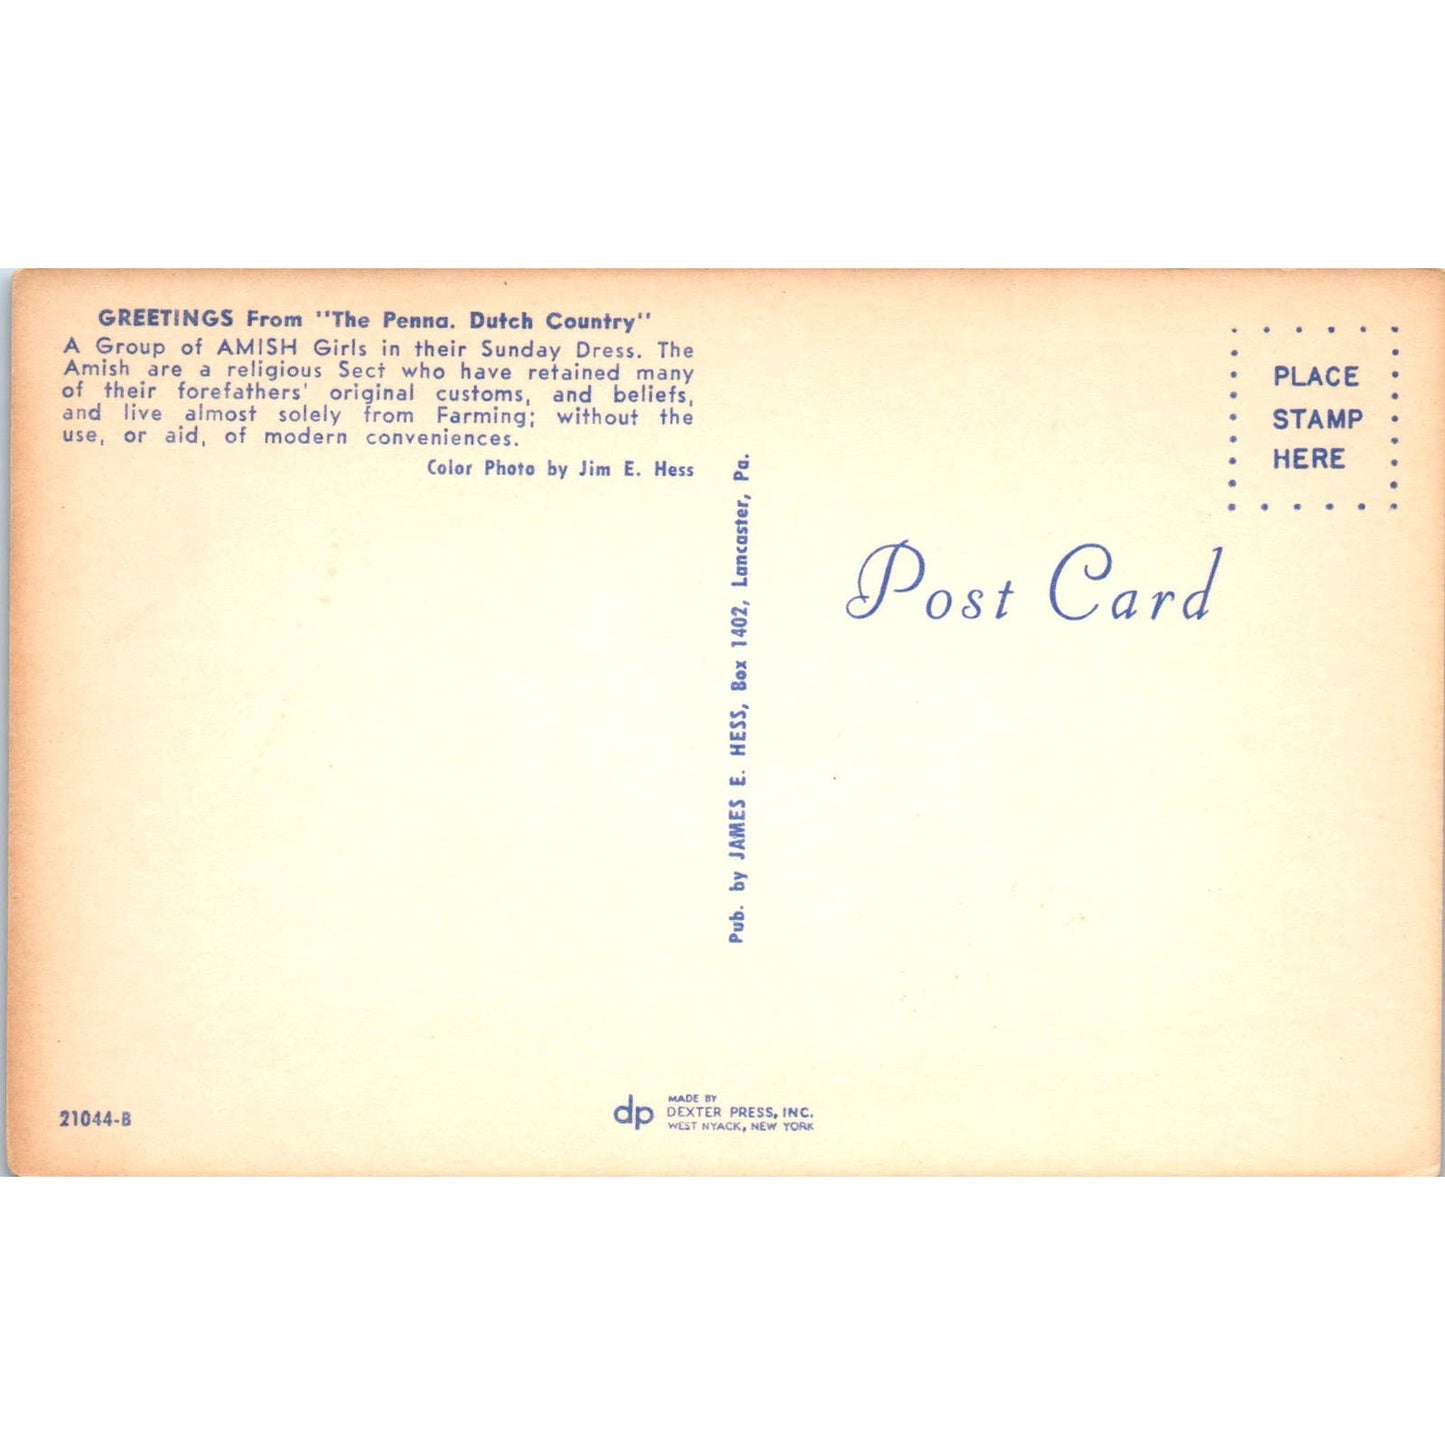 GREETINGS From "The Penna. Dutch Country"
A Group of AMISH Girls in their Sunday Dress. The
Amish are a religious Sect who have retained many
of their forefathers' original customs, and beliefs,
and live almost solely from Farming; without the
use, or aid, of modern conveniences.
Color Photo by Jim E. Hess
Pub. by JAMES E. HESS, Box 1402, Lancaster, Pa.
PLACE
STAMP
HERE
Post Card
21044-B
dp
MADE BY
DEXTER PRESS, INC.
WEST NYACK, NEW YORK